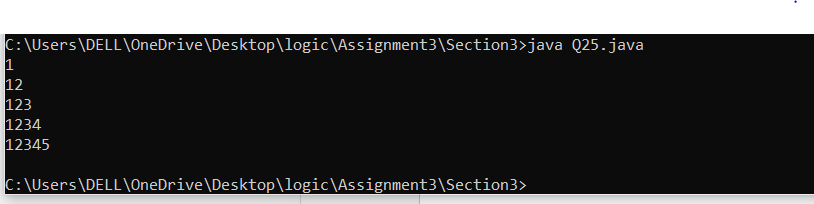 C:\Users\DELL\OneDrive\Desktop\logic\Assignment3\Section3>java Q25.java
1
12
123
1234
12345
C:\Users\DELL\OneDrive\Desktop\logic\Assignment3\Section3>